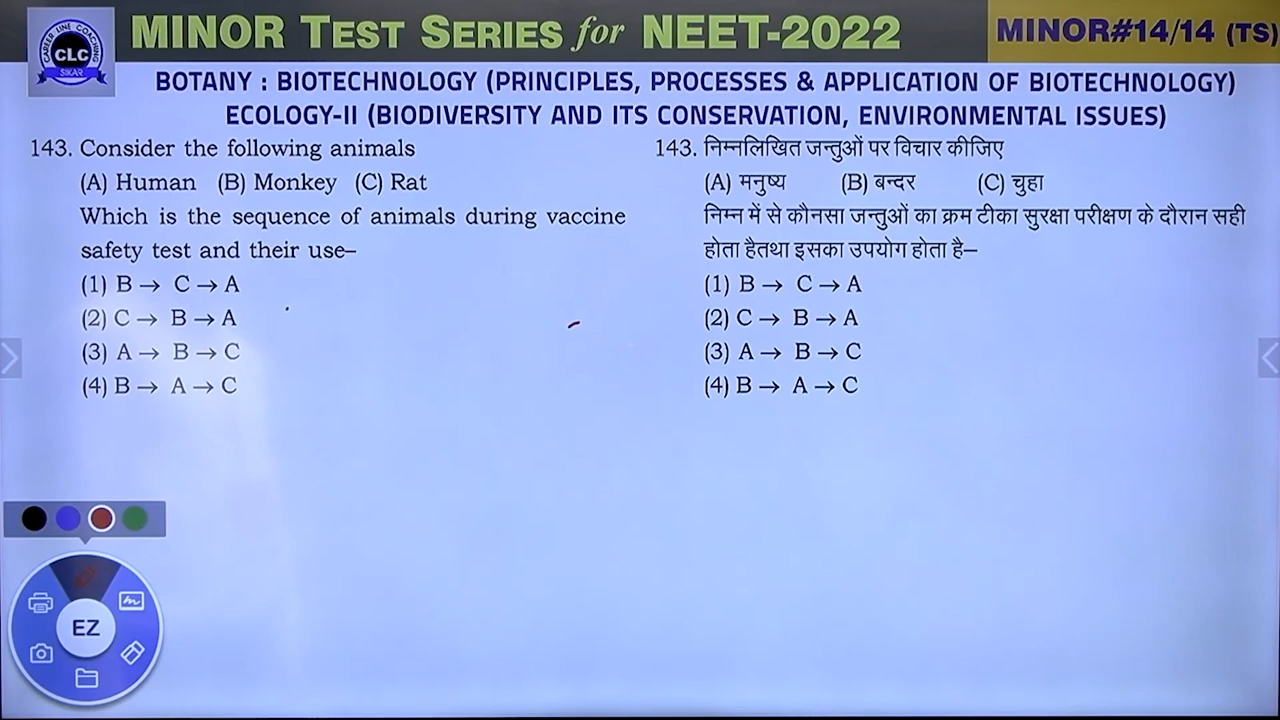 CAREER LINE COACHING
CLC
SIKAR
MINOR TEST SERIES for NEET-2022
MINOR#14/14 (TS)
BOTANY : BIOTECHNOLOGY (PRINCIPLES, PROCESSES & APPLICATION OF BIOTECHNOLOGY)
ECOLOGY-II (BIODIVERSITY AND ITS CONSERVATION, ENVIRONMENTAL ISSUES)
143. Consider the following animals
(A) Human (B) Monkey (C) Rat
Which is the sequence of animals during vaccine
safety test and their use–
(1) B → C → A
(2) C → B → A
(3) A → B → C
(4) B → A → C
143. निम्नलिखित जन्तुओं पर विचार कीजिए
(A) मनुष्य (B) बन्दर (C) चुहा
निम्न में से कौनसा जन्तुओं का क्रम टीका सुरक्षा परीक्षण के दौरान सही
होता हैतथा इसका उपयोग होता है–
(1) B → C → A
(2) C → B → A
(3) A → B → C
(4) B → A → C
EZ